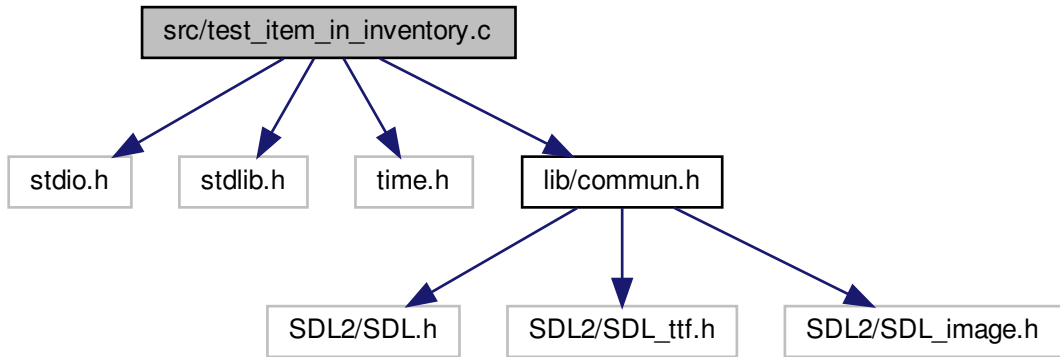 src/test_item_in_inventory.c
stdio.h
stdlib.h
time.h
lib/commun.h
SDL2/SDL.h
SDL2/SDL_ttf.h
SDL2/SDL_image.h